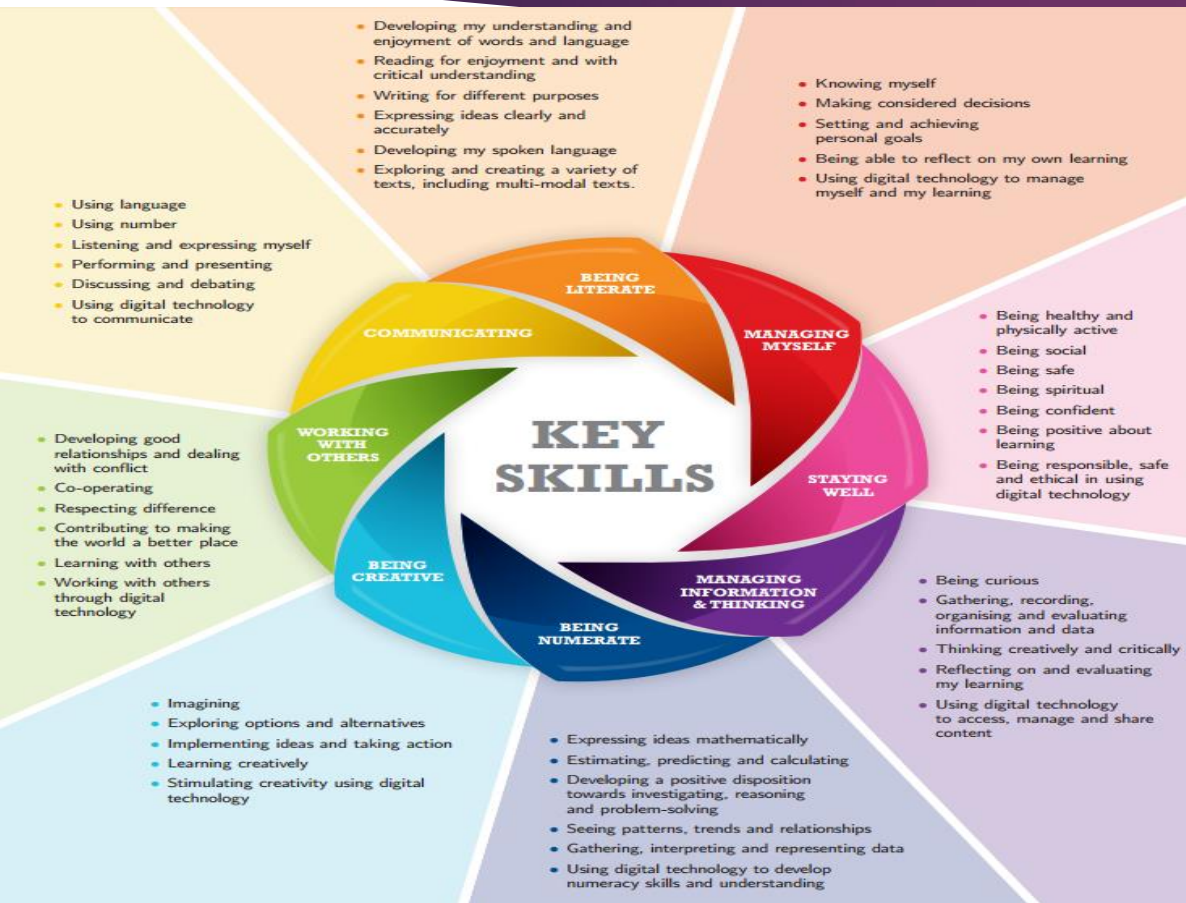 • Developing my understanding and
enjoyment of words and language
• Reading for enjoyment and with
critical understanding
• Writing for different purposes
• Expressing ideas clearly and
accurately
• Developing my spoken language
• Exploring and creating a variety of
texts, including multi-modal texts.
• Knowing myself
• Making considered decisions
• Setting and achieving
personal goals
• Being able to reflect on my own learning
• Using digital technology to manage
myself and my learning
• Using language
• Using number
• Listening and expressing myself
• Performing and presenting
• Discussing and debating
• Using digital technology
to communicate
BEING
LITERATE
COMMUNICATING
MANAGING
MYSELF
• Being healthy and
physically active
• Being social
• Being safe
• Being spiritual
• Being confident
• Being positive about
learning
• Being responsible, safe
and ethical in using
digital technology
• Developing good
relationships and dealing
with conflict
• Co-operating
• Respecting difference
• Contributing to making
the world a better place
• Learning with others
• Working with others
through digital
technology
WORKING
WITH
OTHERS
KEY
SKILLS
STAYING
WELL
BEING
CREATIVE
MANAGING
INFORMATION
& THINKING
BEING
NUMERATE
• Being curious
• Gathering, recording,
organising and evaluating
information and data
• Thinking creatively and critically
• Reflecting on and evaluating
my learning
• Using digital technology
to access, manage and share
content
• Imagining
• Exploring options and alternatives
• Implementing ideas and taking action
• Learning creatively
• Stimulating creativity using digital
technology
• Expressing ideas mathematically
• Estimating, predicting and calculating
• Developing a positive disposition
towards investigating, reasoning
and problem-solving
• Seeing patterns, trends and relationships
• Gathering, interpreting and representing data
• Using digital technology to develop
numeracy skills and understanding